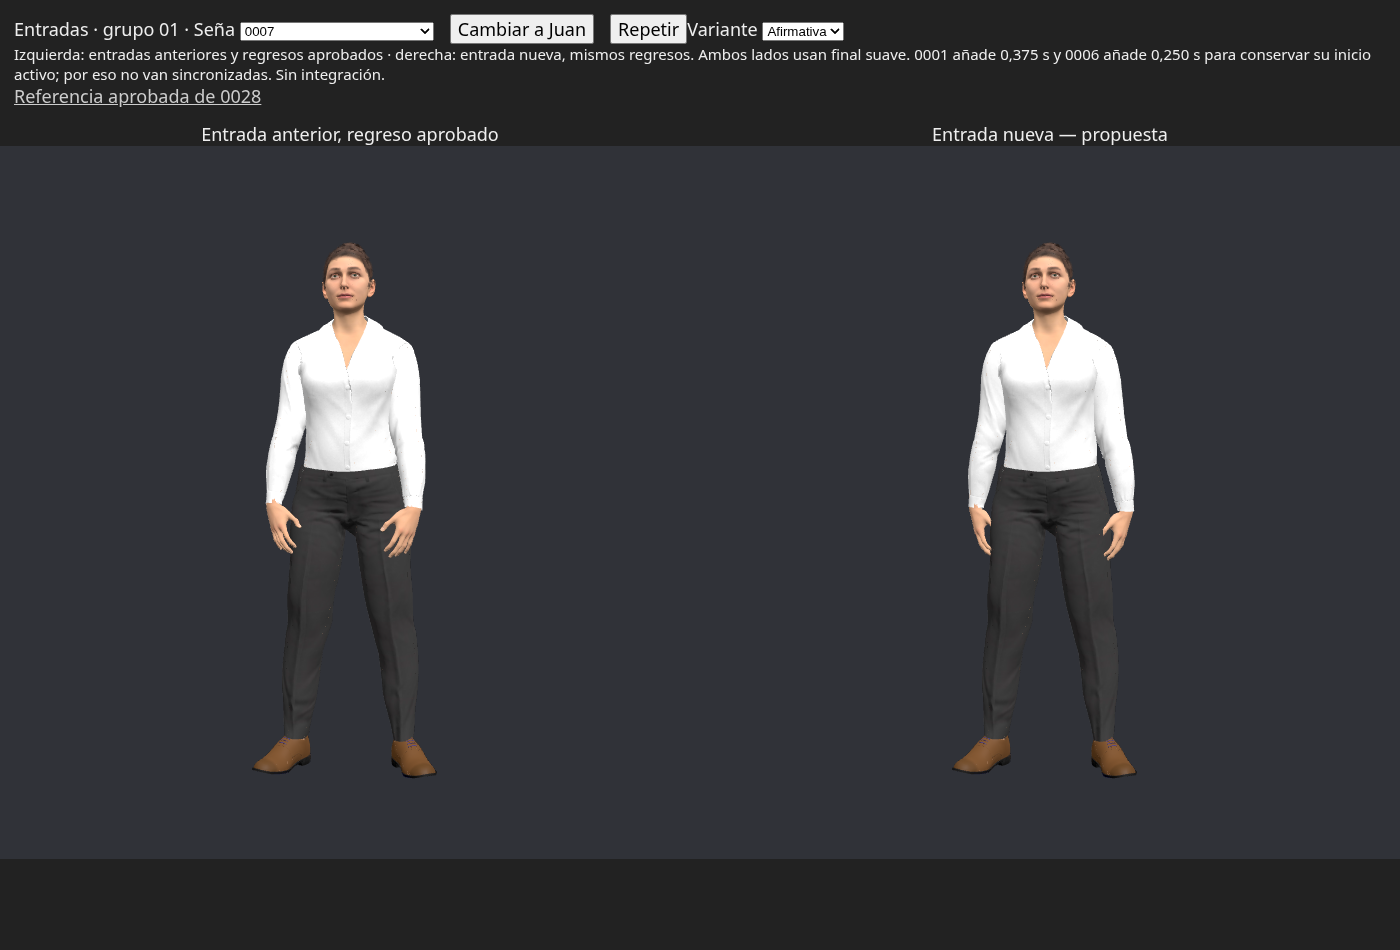 Entradas · grupo 01 · Seña 0007 Cambiar a Juan Repetir Variante Afirmativa
Izquierda: entradas anteriores y regresos aprobados · derecha: entrada nueva, mismos regresos. Ambos lados usan final suave. 0001 añade 0,375 s y 0006 añade 0,250 s para conservar su inicio
activo; por eso no van sincronizadas. Sin integración.
Referencia aprobada de 0028
Entrada anterior, regreso aprobado
Entrada nueva — propuesta